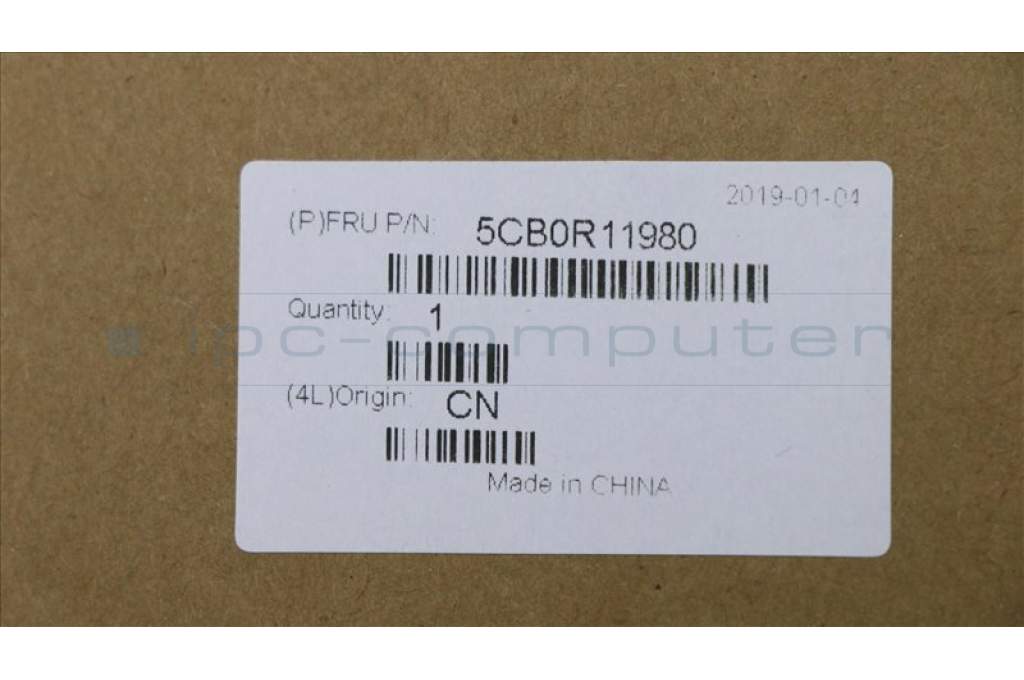 2019-01-04
(P)FRU P/N: 5CB0R11980
Quantity: 1
ipc-computer
(4L)Origin: CN
Made in CHINA